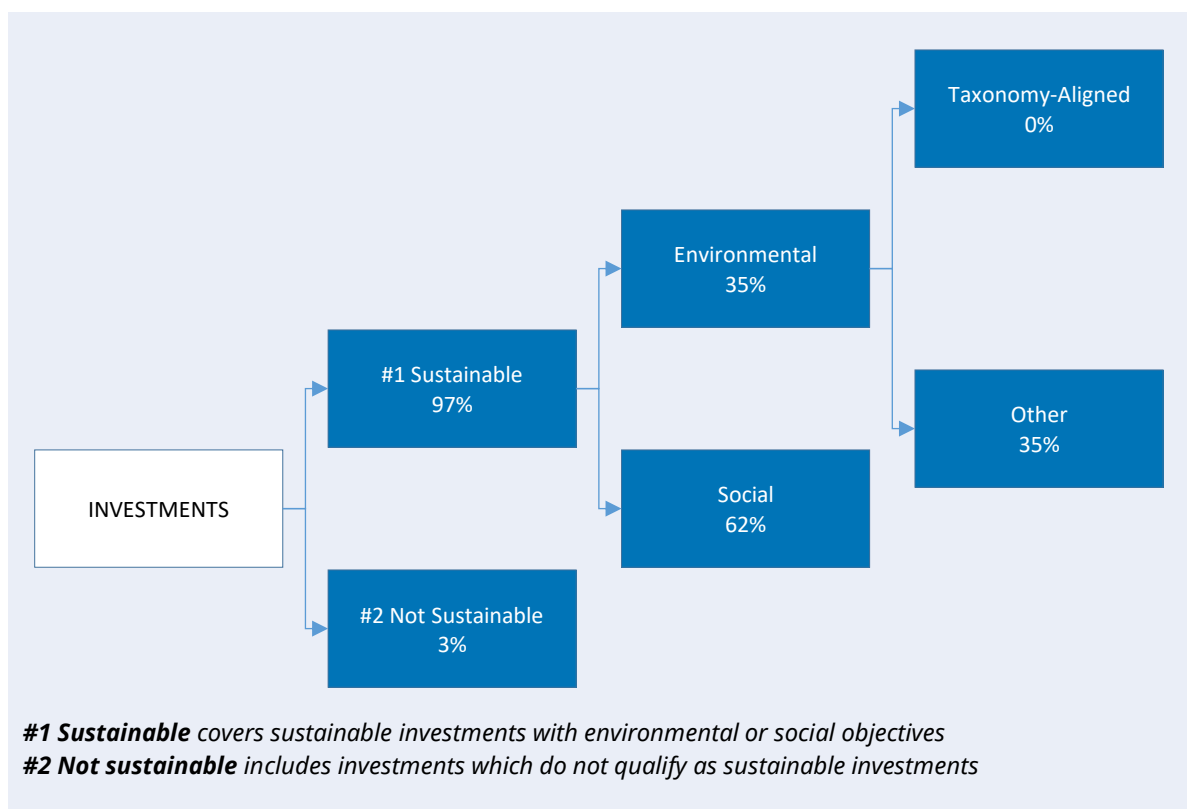 Taxonomy-Aligned
0%
Environmental
35%
#1 Sustainable
97%
Other
35%
INVESTMENTS
Social
62%
#2 Not Sustainable
3%
#1 Sustainable covers sustainable investments with environmental or social objectives
#2 Not sustainable includes investments which do not qualify as sustainable investments